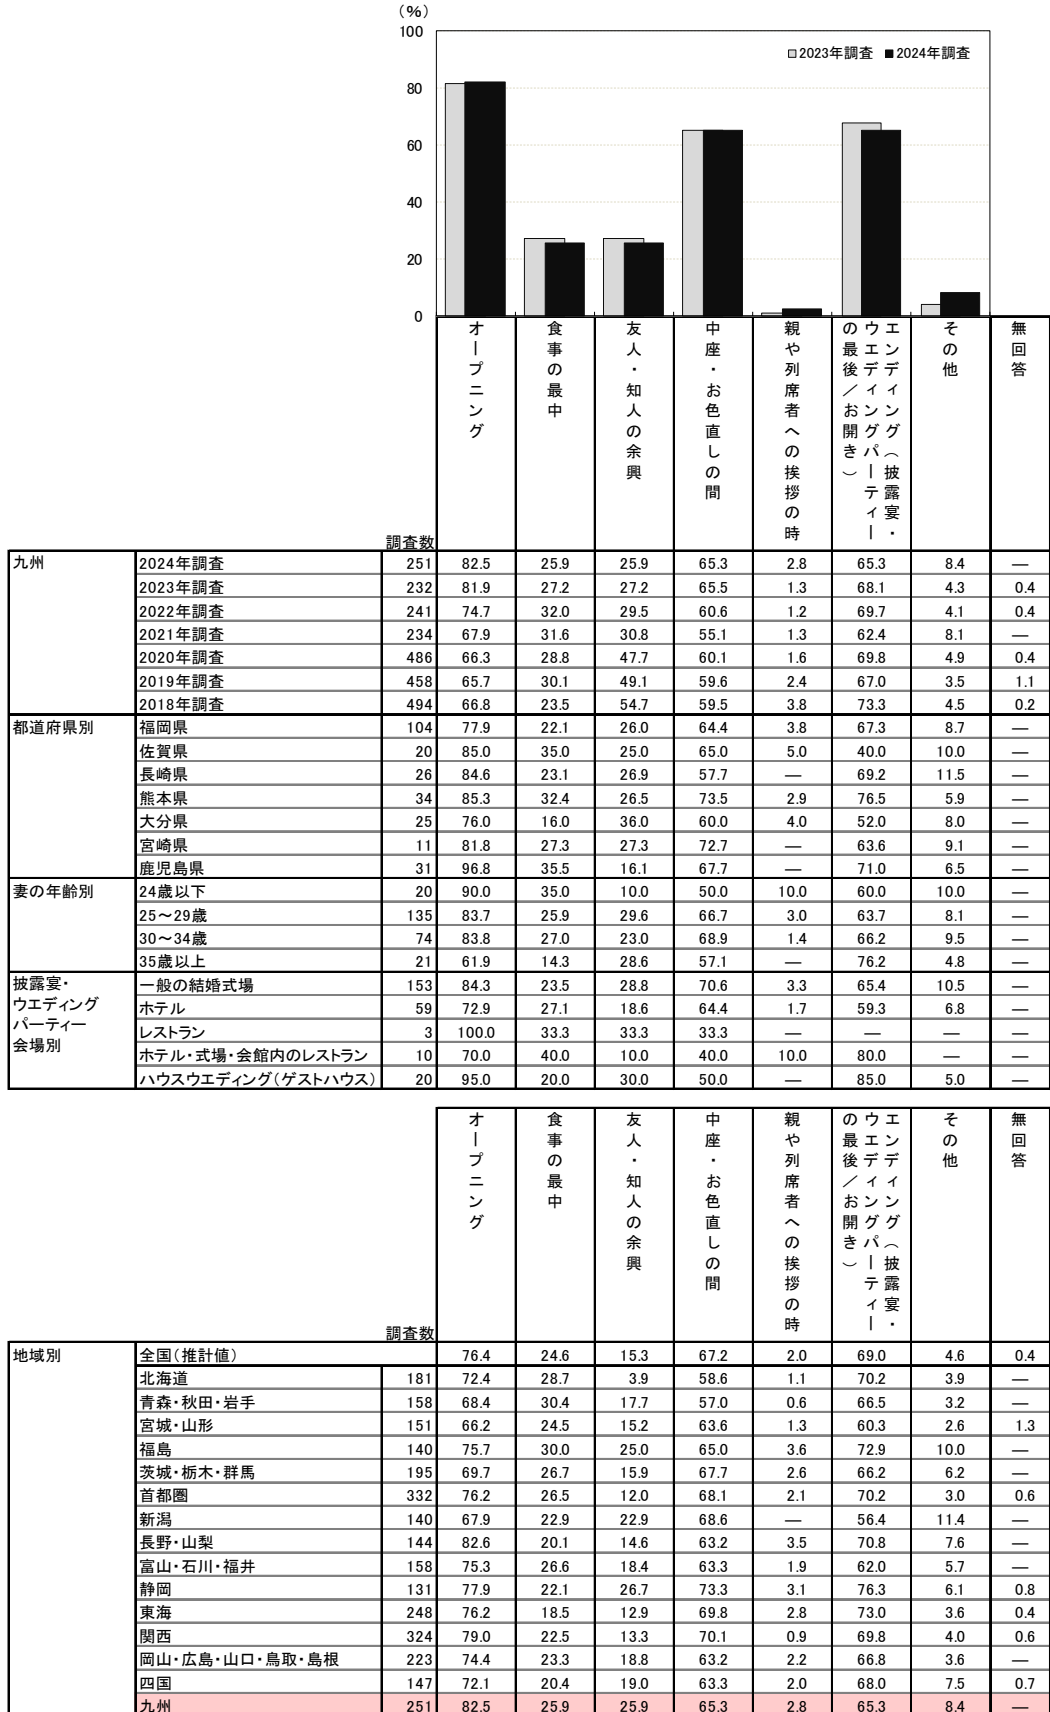 （％）
100
80
60
40
20
0
□2023年調査 ■2024年調査
オープニング
食事の最中
友人・知人の余興
中座・お色直しの間
親や列席者への挨拶の時
エンディング（披露宴・
ウエディングパーティー
の最後／お開き）
その他
無回答
調査数
九州 2024年調査 251 82.5 25.9 25.9 65.3 2.8 65.3 8.4 —
2023年調査 232 81.9 27.2 27.2 65.5 1.3 68.1 4.3 0.4
2022年調査 241 74.7 32.0 29.5 60.6 1.2 69.7 4.1 0.4
2021年調査 234 67.9 31.6 30.8 55.1 1.3 62.4 8.1 —
2020年調査 486 66.3 28.8 47.7 60.1 1.6 69.8 4.9 0.4
2019年調査 458 65.7 30.1 49.1 59.6 2.4 67.0 3.5 1.1
2018年調査 494 66.8 23.5 54.7 59.5 3.8 73.3 4.5 0.2
都道府県別 福岡県 104 77.9 22.1 26.0 64.4 3.8 67.3 8.7 —
佐賀県 20 85.0 35.0 25.0 65.0 5.0 40.0 10.0 —
長崎県 26 84.6 23.1 26.9 57.7 — 69.2 11.5 —
熊本県 34 85.3 32.4 26.5 73.5 2.9 76.5 5.9 —
大分県 25 76.0 16.0 36.0 60.0 4.0 52.0 8.0 —
宮崎県 11 81.8 27.3 27.3 72.7 — 63.6 9.1 —
鹿児島県 31 96.8 35.5 16.1 67.7 — 71.0 6.5 —
妻の年齢別 24歳以下 20 90.0 35.0 10.0 50.0 10.0 60.0 10.0 —
25～29歳 135 83.7 25.9 29.6 66.7 3.0 63.7 8.1 —
30～34歳 74 83.8 27.0 23.0 68.9 1.4 66.2 9.5 —
35歳以上 21 61.9 14.3 28.6 57.1 — 76.2 4.8 —
披露宴・
ウエディング
パーティー
会場別
一般の結婚式場 153 84.3 23.5 28.8 70.6 3.3 65.4 10.5 —
ホテル 59 72.9 27.1 18.6 64.4 1.7 59.3 6.8 —
レストラン 3 100.0 33.3 33.3 33.3 — — — —
ホテル・式場・会館内のレストラン 10 70.0 40.0 10.0 40.0 10.0 80.0 — —
ハウスウエディング（ゲストハウス） 20 95.0 20.0 30.0 50.0 — 85.0 5.0 —
オープニング
食事の最中
友人・知人の余興
中座・お色直しの間
親や列席者への挨拶の時
エンディング（披露宴・
ウエディングパーティー
の最後／お開き）
その他
無回答
調査数
地域別 全国（推計値） 76.4 24.6 15.3 67.2 2.0 69.0 4.6 0.4
北海道 181 72.4 28.7 3.9 58.6 1.1 70.2 3.9 —
青森・秋田・岩手 158 68.4 30.4 17.7 57.0 0.6 66.5 3.2 —
宮城・山形 151 66.2 24.5 15.2 63.6 1.3 60.3 2.6 1.3
福島 140 75.7 30.0 25.0 65.0 3.6 72.9 10.0 —
茨城・栃木・群馬 195 69.7 26.7 15.9 67.7 2.6 66.2 6.2 —
首都圏 332 76.2 26.5 12.0 68.1 2.1 70.2 3.0 0.6
新潟 140 67.9 22.9 22.9 68.6 — 56.4 11.4 —
長野・山梨 144 82.6 20.1 14.6 63.2 3.5 70.8 7.6 —
富山・石川・福井 158 75.3 26.6 18.4 63.3 1.9 62.0 5.7 —
静岡 131 77.9 22.1 26.7 73.3 3.1 76.3 6.1 0.8
東海 248 76.2 18.5 12.9 69.8 2.8 73.0 3.6 0.4
関西 324 79.0 22.5 13.3 70.1 0.9 69.8 4.0 0.6
岡山・広島・山口・鳥取・島根 223 74.4 23.3 18.8 63.2 2.2 66.8 3.6 —
四国 147 72.1 20.4 19.0 63.3 2.0 68.0 7.5 0.7
九州 251 82.5 25.9 25.9 65.3 2.8 65.3 8.4 —